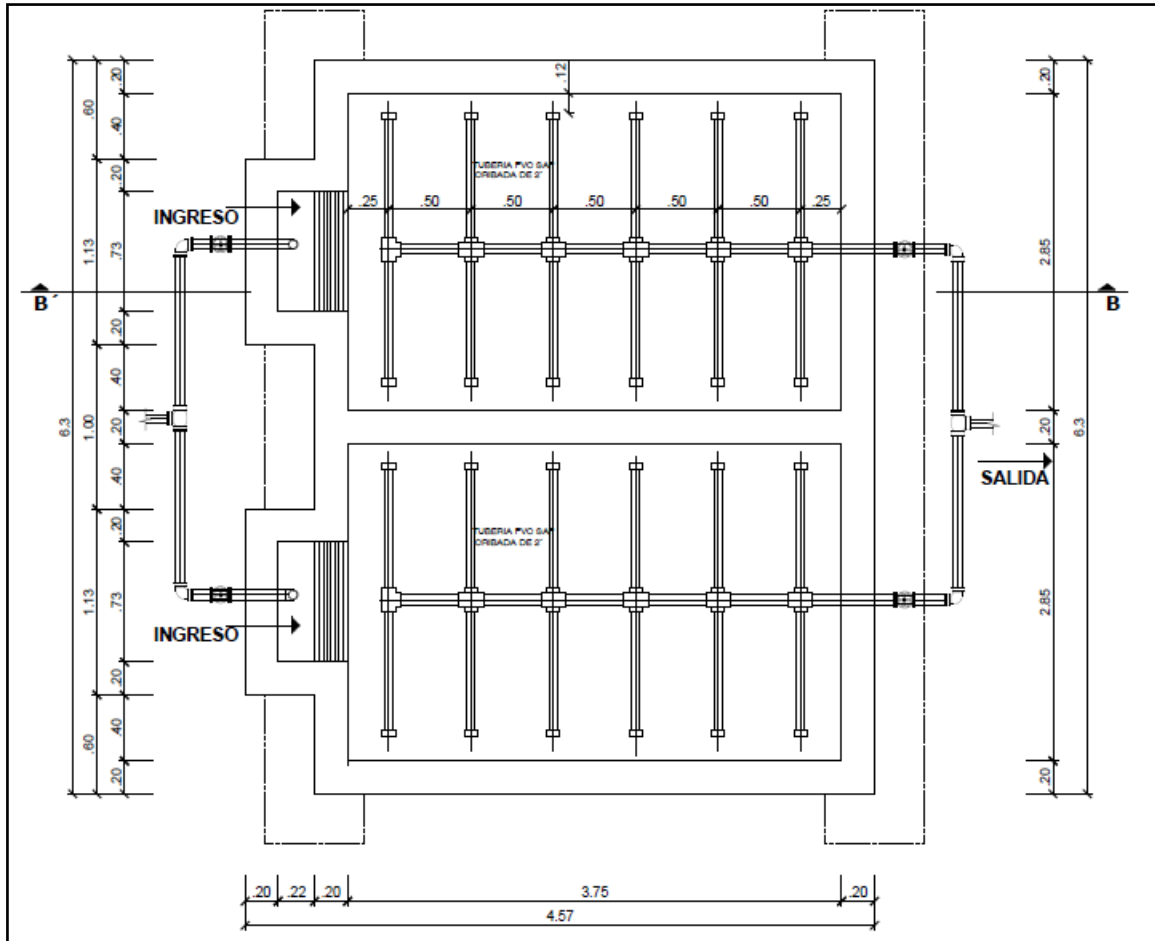 .20
.60
.40
.20
1.13
.73
.20
6.3
.40
1.00
.20
.40
.20
1.13
.73
.20
.60
.40
.20
.12
TUBERIA PVC SAP
CRIBADA DE 2"
.25 .50 .50 .50 .50 .50 .25
INGRESO
B´
B
TUBERIA PVC SAP
CRIBADA DE 2"
INGRESO
SALIDA
.20
2.85
.20
6.3
2.85
.20
.20 .22 .20 3.75 .20
4.57